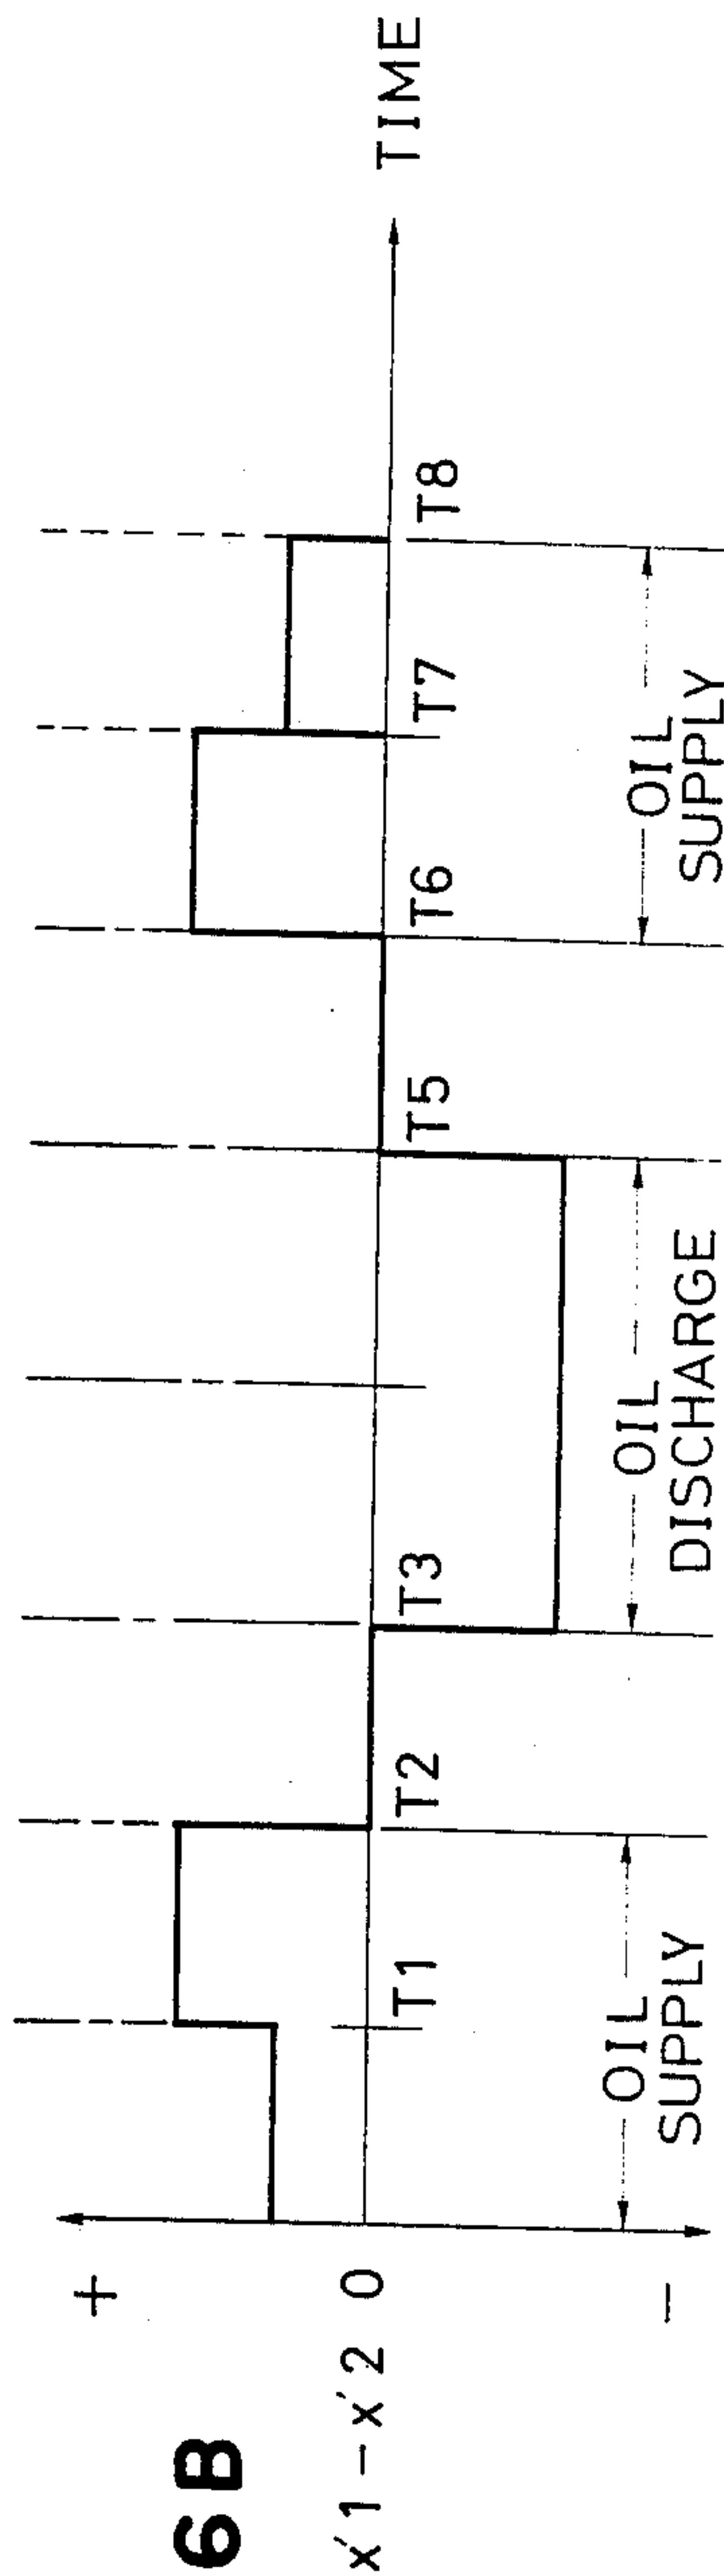 6B
+
x'1-x'2 0
-
T1 T2 T3 T5 T6 T7 T8
TIME
OIL
SUPPLY
OIL
DISCHARGE
OIL
SUPPLY